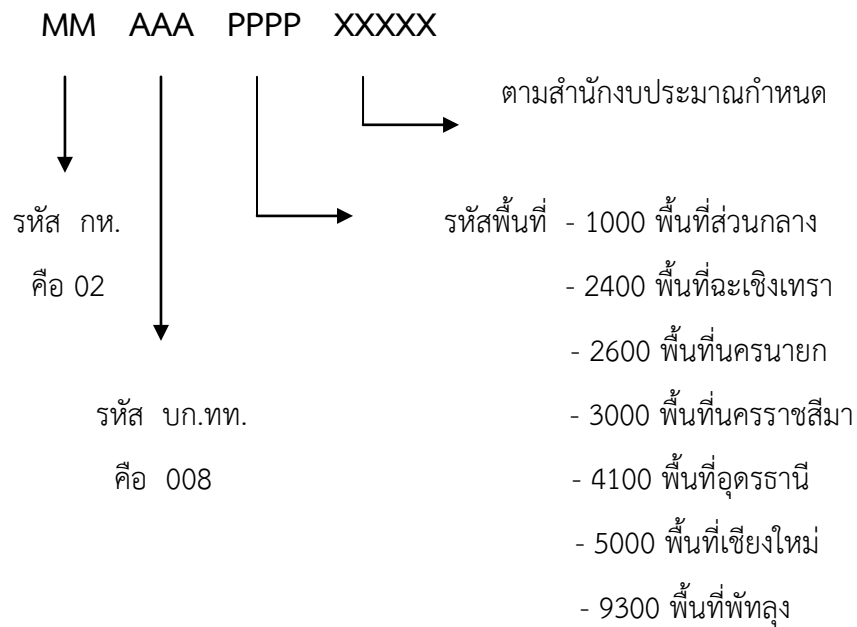 MM AAA PPPP XXXXX
ตามสำนักงบประมาณกำหนด
รหัส กห.
คือ 02
รหัสพื้นที่ - 1000 พื้นที่ส่วนกลาง
- 2400 พื้นที่ฉะเชิงเทรา
- 2600 พื้นที่นครนายก
- 3000 พื้นที่นครราชสีมา
- 4100 พื้นที่อุดรธานี
- 5000 พื้นที่เชียงใหม่
- 9300 พื้นที่พัทลุง
รหัส บก.ทท.
คือ 008